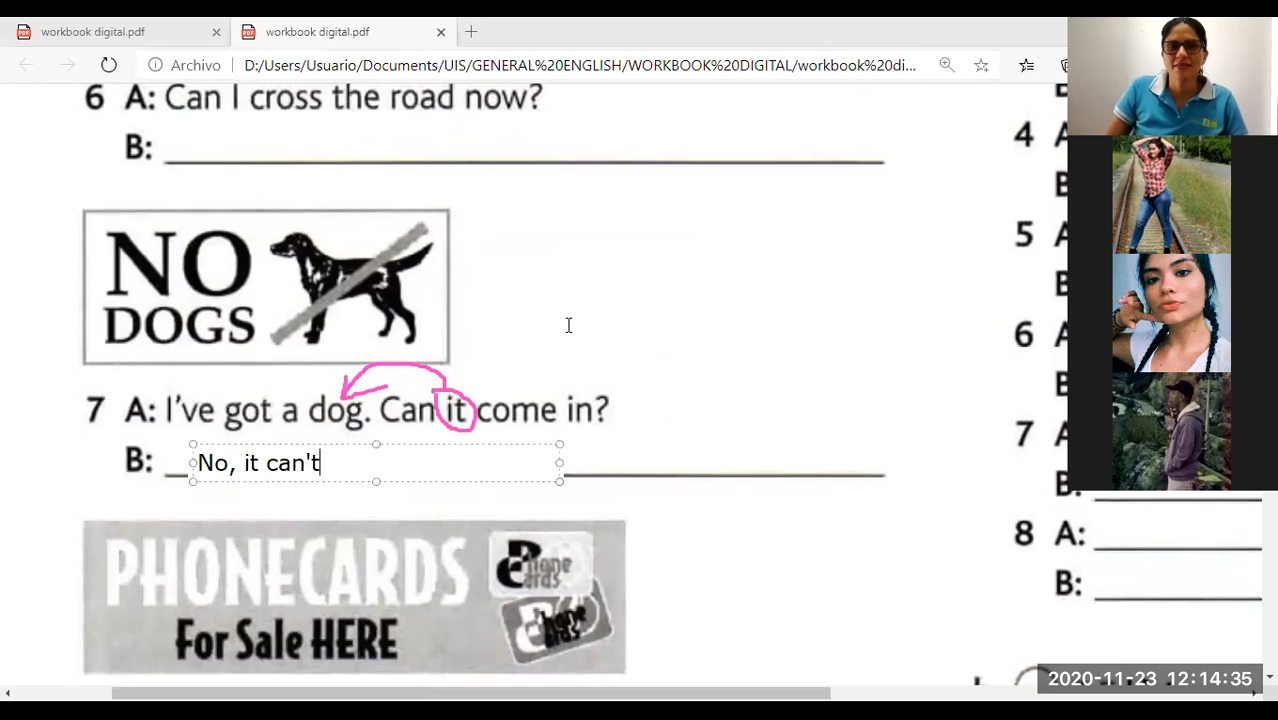 workbook digital.pdf
workbook digital.pdf
Archivo
D:/Users/Usuario/Documents/UIS/GENERAL%20ENGLISH/WORKBOOK%20DIGITAL/workbook%20di...
6 A: Can I cross the road now?
B:
NO
DOGS
7 A: I've got a dog. Can it come in?
B: No, it can't
PHONECARDS
For Sale HERE
Phone
Cards
4 A
B
5 A
B
6 A
B
7 A
B:
8 A:
B:
2020-11-23 12:14:35